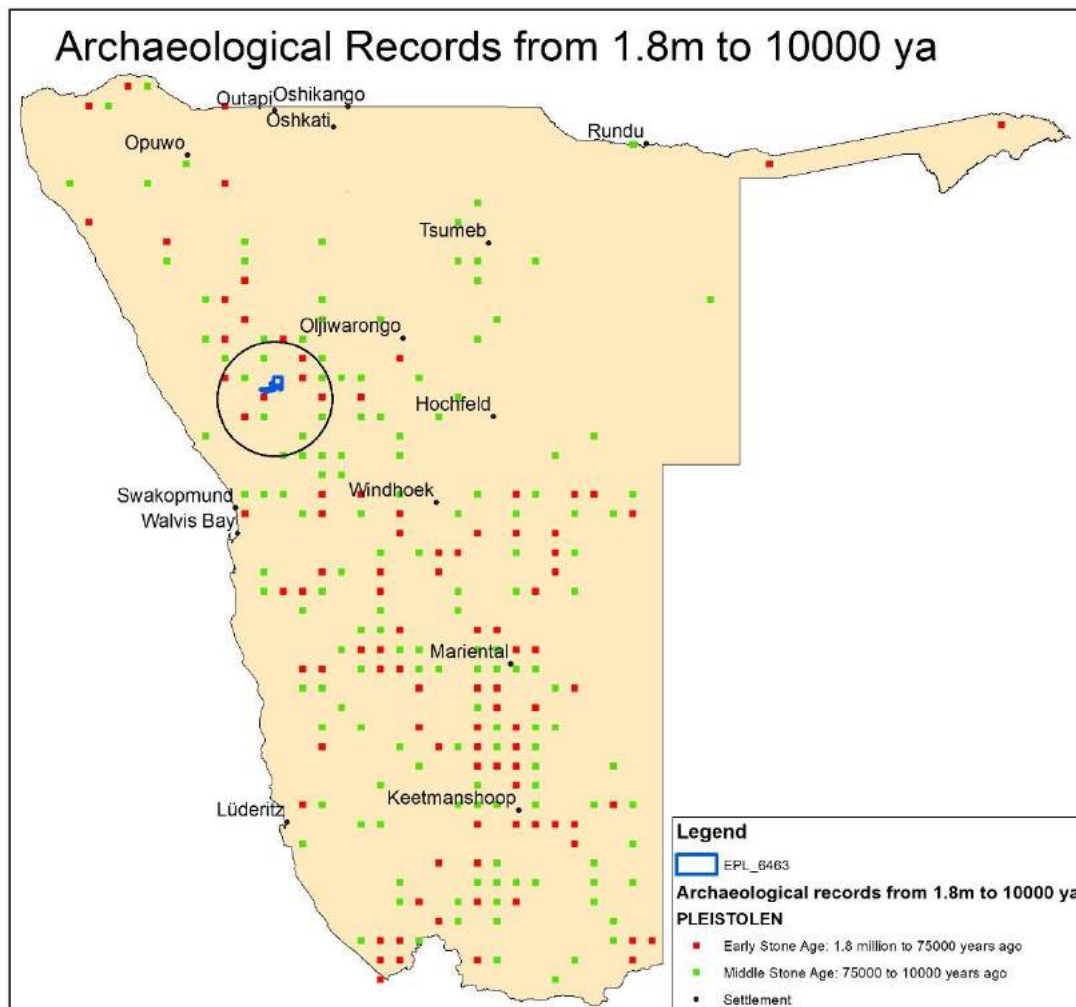 Archaeological Records from 1.8m to 10000 ya
Outapi Oshikango
Oshkati
Opuwo
Rundu
Tsumeb
Oljiwarongo
Hochfeld
Swakopmund
Windhoek
Walvis Bay
Mariental
Lüderitz
Keetmanshoop
Legend
EPL_6463
Archaeological records from 1.8m to 10000 ya
PLEISTOLEN
Early Stone Age: 1.8 million to 75000 years ago
Middle Stone Age: 75000 to 10000 years ago
Settlement